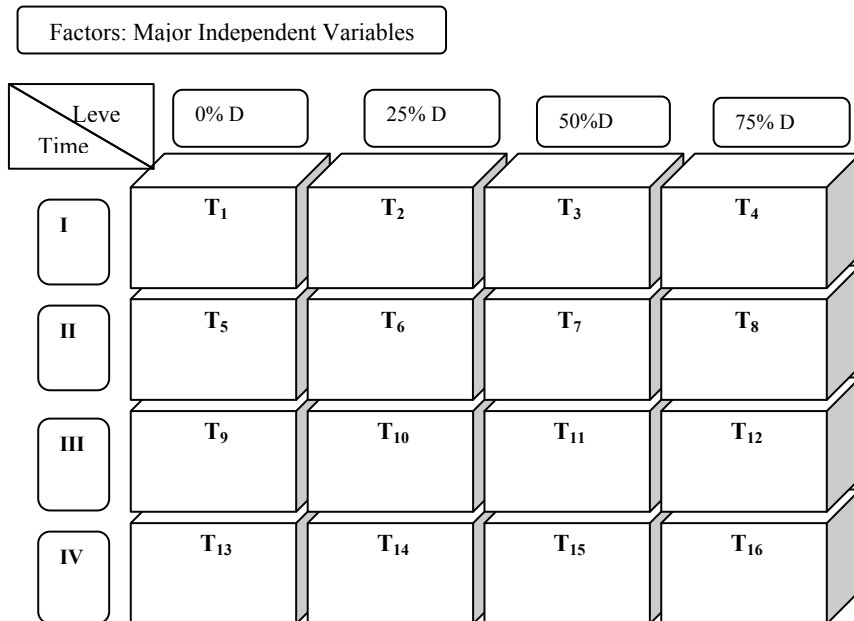 Factors: Major Independent Variables
Leve
Time
0% D 25% D 50%D 75% D
I T₁ T₂ T₃ T₄
II T₅ T₆ T₇ T₈
III T₉ T₁₀ T₁₁ T₁₂
IV T₁₃ T₁₄ T₁₅ T₁₆